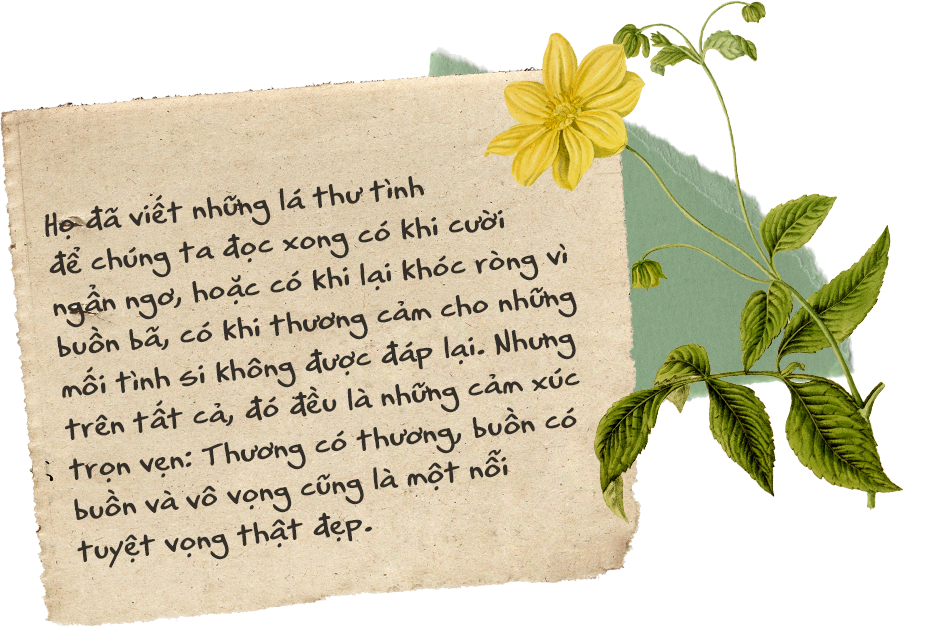 Họ đã viết những lá thư tình
để chúng ta đọc xong có khi cười
ngẩn ngơ, hoặc có khi lại khóc ròng vì
buồn bã, có khi thương cảm cho những
mối tình si không được đáp lại. Nhưng
trên tất cả, đó đều là những cảm xúc
trọn vẹn: Thương có thương, buồn có
buồn và vô vọng cũng là một nỗi
tuyệt vọng thật đẹp.